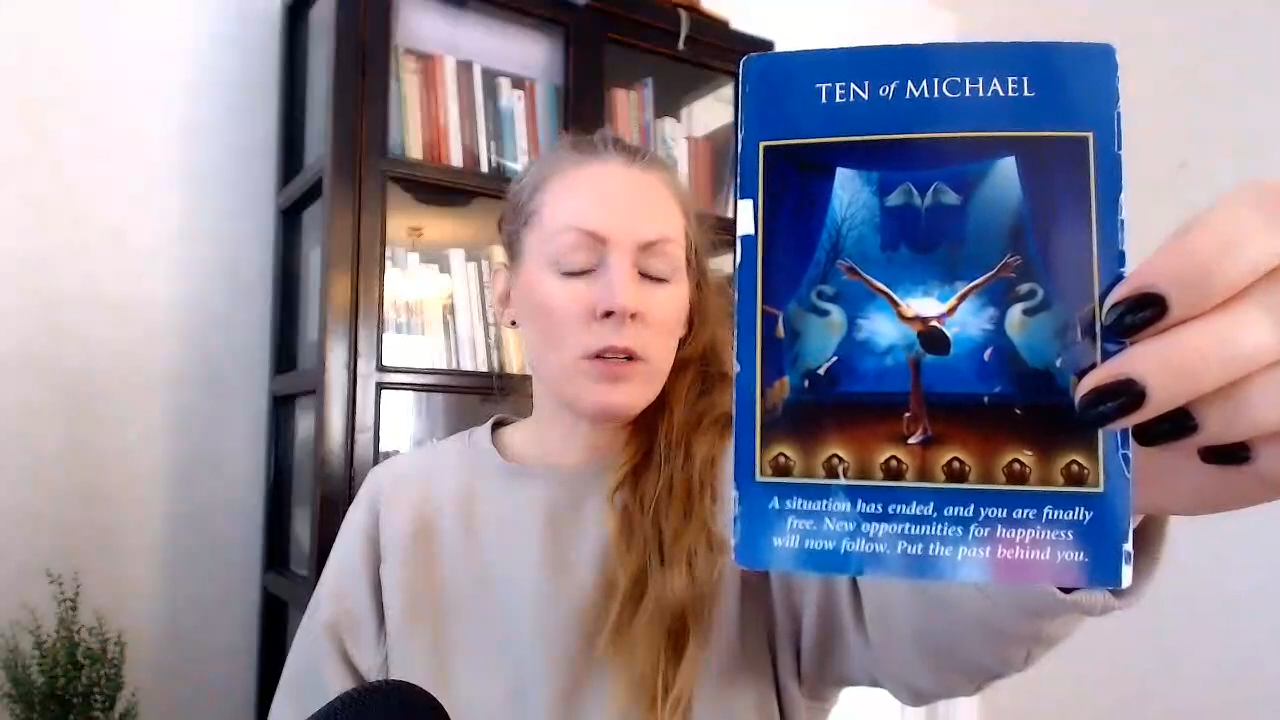 TEN of MICHAEL
A situation has ended, and you are finally
free. New opportunities for happiness
will now follow. Put the past behind you.